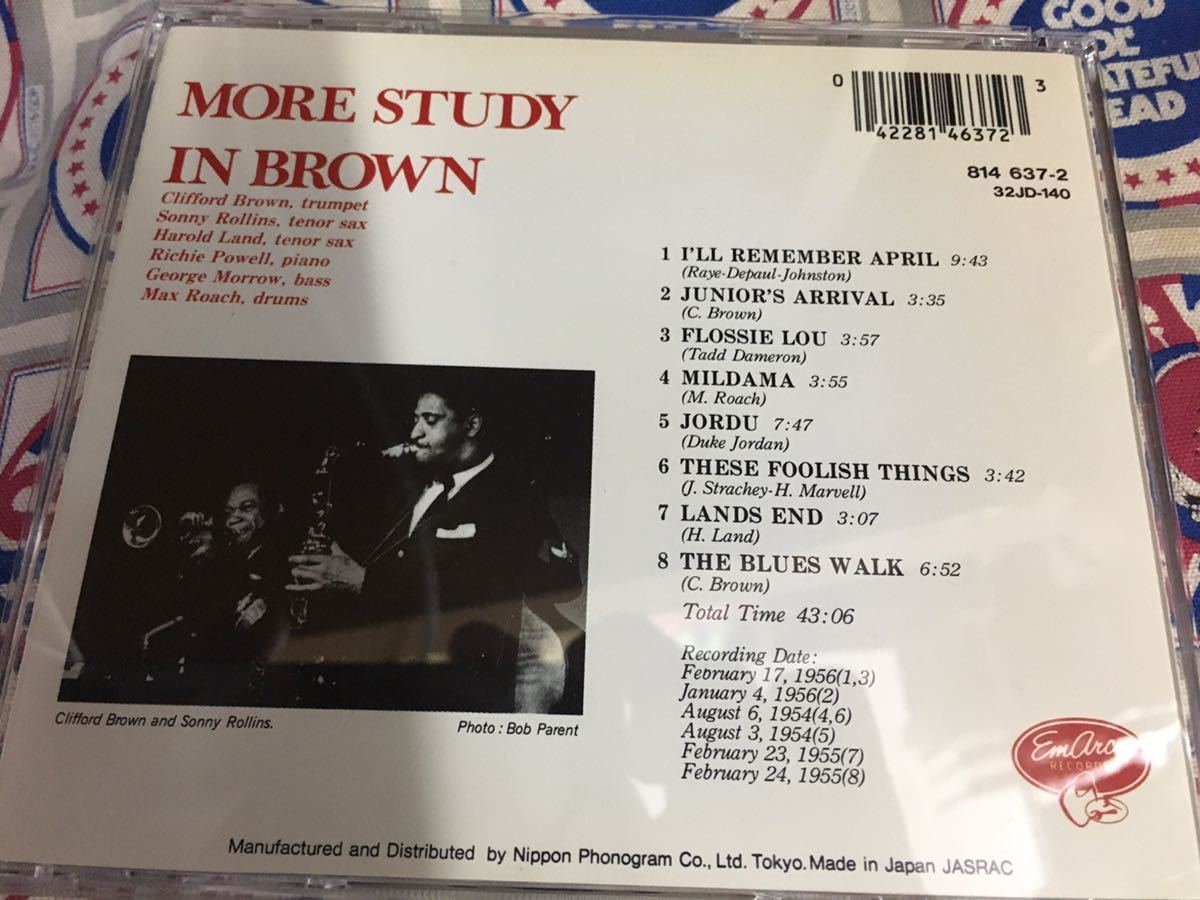 MORE STUDY
IN BROWN
Clifford Brown, trumpet
Sonny Rollins, tenor sax
Harold Land, tenor sax
Richie Powell, piano
George Morrow, bass
Max Roach, drums
0 42281 46372 3
814 637-2
32JD-140
1 I'LL REMEMBER APRIL 9:43
(Raye-Depaul-Johnston)
2 JUNIOR'S ARRIVAL 3:35
(C. Brown)
3 FLOSSIE LOU 3:57
(Tadd Dameron)
4 MILDAMA 3:55
(M. Roach)
5 JORDU 7:47
(Duke Jordan)
6 THESE FOOLISH THINGS 3:42
(J. Strachey-H. Marvell)
7 LANDS END 3:07
(H. Land)
8 THE BLUES WALK 6:52
(C. Brown)
Total Time 43:06
Recording Date:
February 17, 1956(1,3)
January 4, 1956(2)
August 6, 1954(4,6)
August 3, 1954(5)
February 23, 1955(7)
February 24, 1955(8)
Clifford Brown and Sonny Rollins.
Photo : Bob Parent
EmArc
RECORD
Manufactured and Distributed by Nippon Phonogram Co., Ltd. Tokyo. Made in Japan JASRAC
GOOD
OL'
ATEFU
EAD